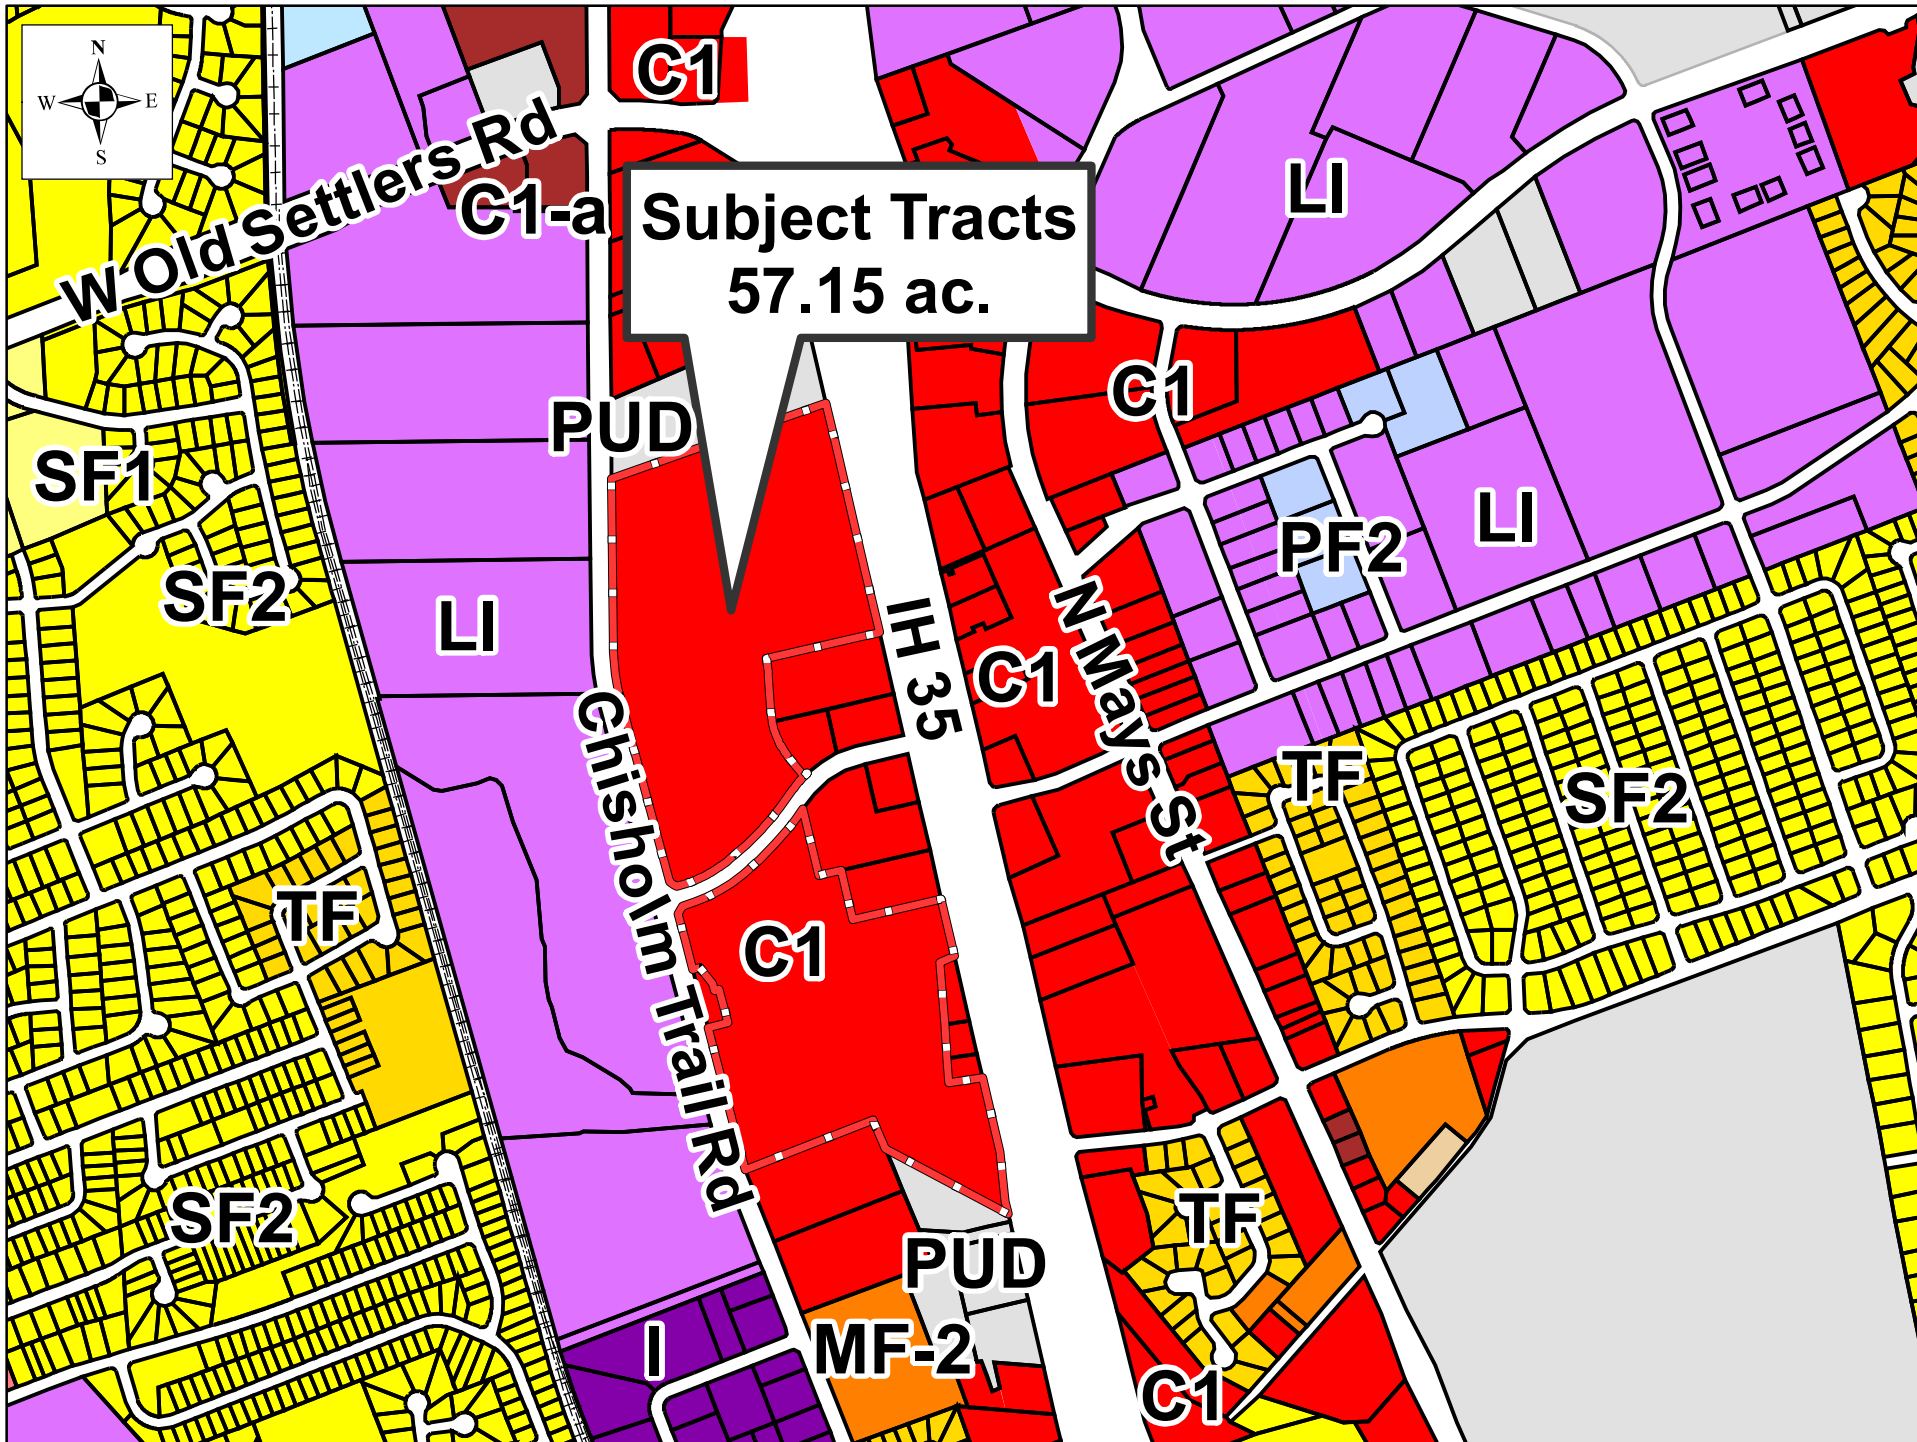 N
W E
S
C1
W Old Settlers Rd
C1-a
Subject Tracts
57.15 ac.
LI
PUD
C1
SF1
SF2
LI
PF2
LI
IH 35
N Mays St
C1
Chisholm Trail Rd
TF
SF2
TF
C1
SF2
TF
PUD
I
MF-2
C1